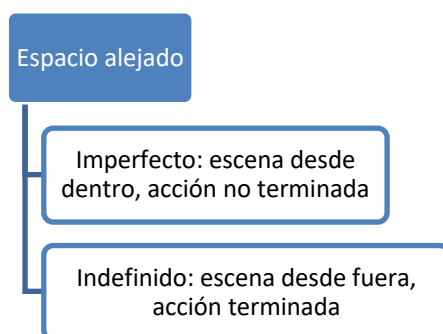 Espacio alejado
Imperfecto: escena desde
dentro, acción no terminada
Indefinido: escena desde fuera,
acción terminada